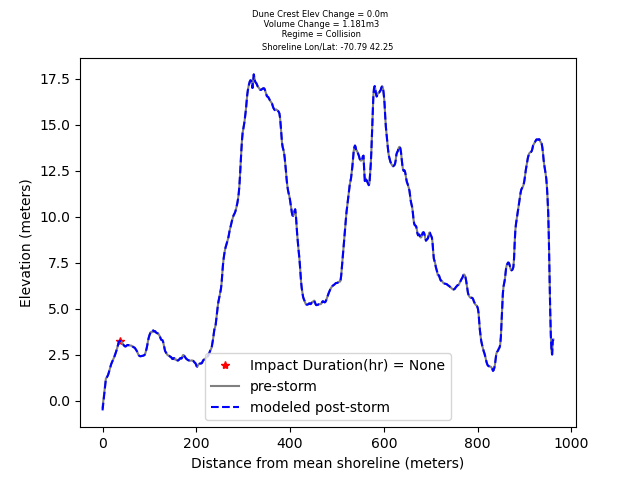 Dune Crest Elev Change = 0.0m
Volume Change = 1.181m3
Regime = Collision
Shoreline Lon/Lat: -70.79 42.25
17.5
15.0
12.5
10.0
7.5
5.0
2.5
0.0
Elevation (meters)
Impact Duration(hr) = None
pre-storm
modeled post-storm
0 200 400 600 800 1000
Distance from mean shoreline (meters)